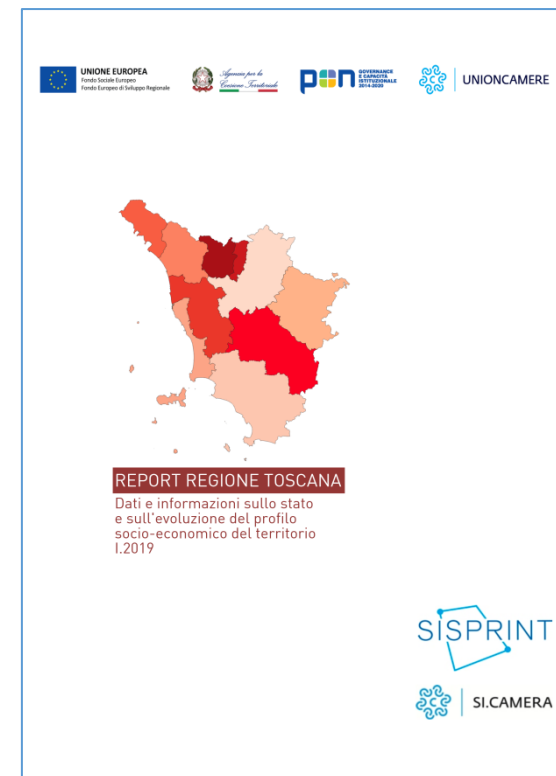 UNIONE EUROPEA
Fondo Sociale Europeo
Fondo Europeo di Sviluppo Regionale
Agenzia per la
Coesione Territoriale
pon
GOVERNANCE
E CAPACITÀ
ISTITUZIONALE
2014-2020
UNIONCAMERE
REPORT REGIONE TOSCANA
Dati e informazioni sullo stato
e sull'evoluzione del profilo
socio-economico del territorio
I.2019
SISPRINT
SI.CAMERA